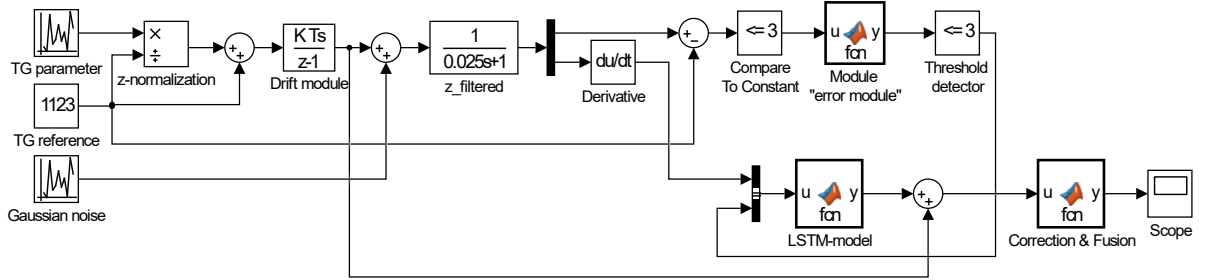 TG parameter
×
÷
z-normalization
1123
TG reference
Gaussian noise
+
+
K Ts
z-1
Drift module
+
+
1
0.025s+1
z_filtered
du/dt
Derivative
+
−
<= 3
Compare
To Constant
u
fcn
y
Module
"error module"
<= 3
Threshold
detector
u
fcn
y
LSTM-model
+
+
u
fcn
y
Correction & Fusion
Scope